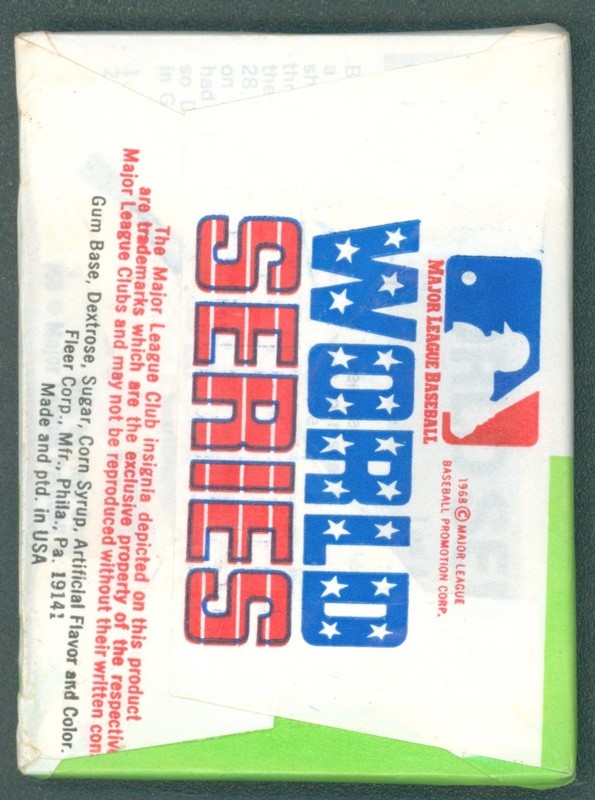 MAJOR LEAGUE BASEBALL
1968 © MAJOR LEAGUE
BASEBALL PROMOTION CORP.
WORLD
SERIES
The Major League Club insignia depicted on this product
are trademarks which are the exclusive property of the respectiv
Major League Clubs and may not be reproduced without their written con
Gum Base, Dextrose, Sugar, Corn Syrup, Artificial Flavor and Color.
Fleer Corp., Mfr., Phila., Pa. 19141
Made and ptd. in USA